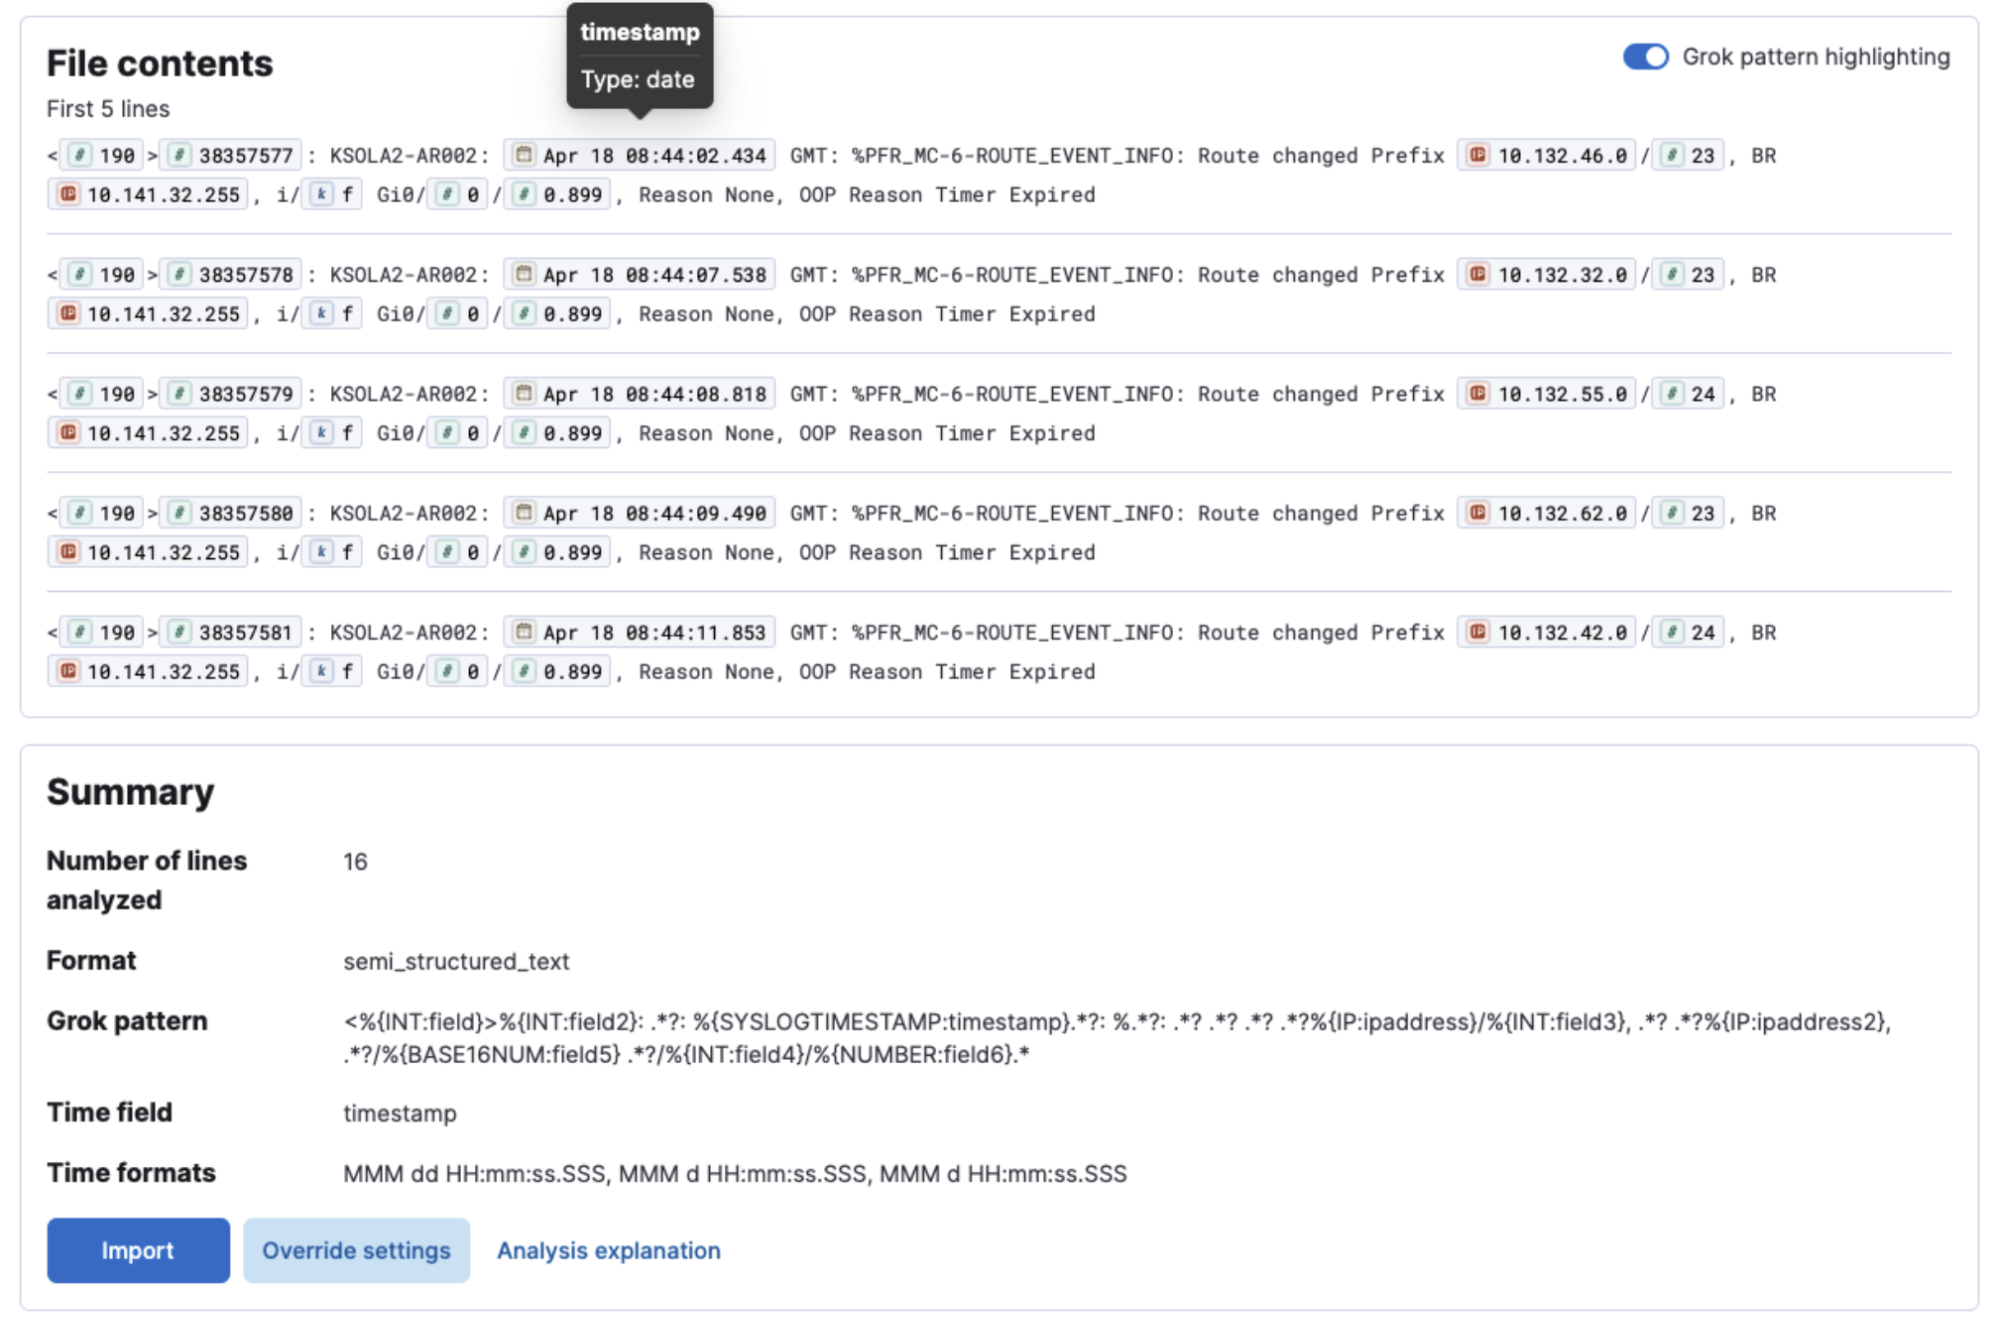 timestamp
Type: date
File contents
Grok pattern highlighting
First 5 lines
<# 190 ># 38357577 : KSOLA2-AR002: Apr 18 08:44:02.434 GMT: %PFR_MC-6-ROUTE_EVENT_INFO: Route changed Prefix IP 10.132.46.0 /# 23 , BR
IP 10.141.32.255 , i/k f Gi0/# 0 /# 0.899 , Reason None, OOP Reason Timer Expired
<# 190 ># 38357578 : KSOLA2-AR002: Apr 18 08:44:07.538 GMT: %PFR_MC-6-ROUTE_EVENT_INFO: Route changed Prefix IP 10.132.32.0 /# 23 , BR
IP 10.141.32.255 , i/k f Gi0/# 0 /# 0.899 , Reason None, OOP Reason Timer Expired
<# 190 ># 38357579 : KSOLA2-AR002: Apr 18 08:44:08.818 GMT: %PFR_MC-6-ROUTE_EVENT_INFO: Route changed Prefix IP 10.132.55.0 /# 24 , BR
IP 10.141.32.255 , i/k f Gi0/# 0 /# 0.899 , Reason None, OOP Reason Timer Expired
<# 190 ># 38357580 : KSOLA2-AR002: Apr 18 08:44:09.490 GMT: %PFR_MC-6-ROUTE_EVENT_INFO: Route changed Prefix IP 10.132.62.0 /# 23 , BR
IP 10.141.32.255 , i/k f Gi0/# 0 /# 0.899 , Reason None, OOP Reason Timer Expired
<# 190 ># 38357581 : KSOLA2-AR002: Apr 18 08:44:11.853 GMT: %PFR_MC-6-ROUTE_EVENT_INFO: Route changed Prefix IP 10.132.42.0 /# 24 , BR
IP 10.141.32.255 , i/k f Gi0/# 0 /# 0.899 , Reason None, OOP Reason Timer Expired
Summary
Number of lines analyzed 16
Format semi_structured_text
Grok pattern <%{INT:field}>%{INT:field2}: .*?: %{SYSLOGTIMESTAMP:timestamp}.*?: %.*?: .*? .*? .*? .*?%{IP:ipaddress}/%{INT:field3}, .*? .*?%{IP:ipaddress2},
.*?/%{BASE16NUM:field5} .*?/%{INT:field4}/%{NUMBER:field6}.*
Time field timestamp
Time formats MMM dd HH:mm:ss.SSS, MMM d HH:mm:ss.SSS, MMM d HH:mm:ss.SSS
Import Override settings Analysis explanation